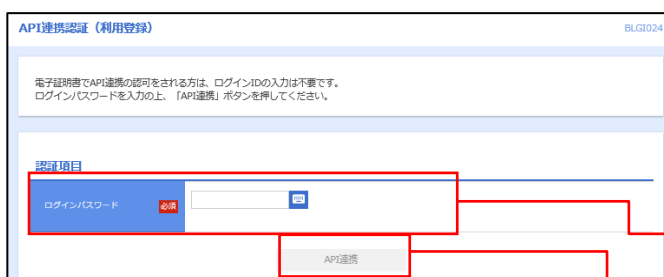 API連携認証（利用登録）
BLGI024
電子証明書でAPI連携の認可をされる方は、ログインIDの入力は不要です。
ログインパスワードを入力の上、「API連携」ボタンを押してください。
認証項目
ログインパスワード 必須
API連携